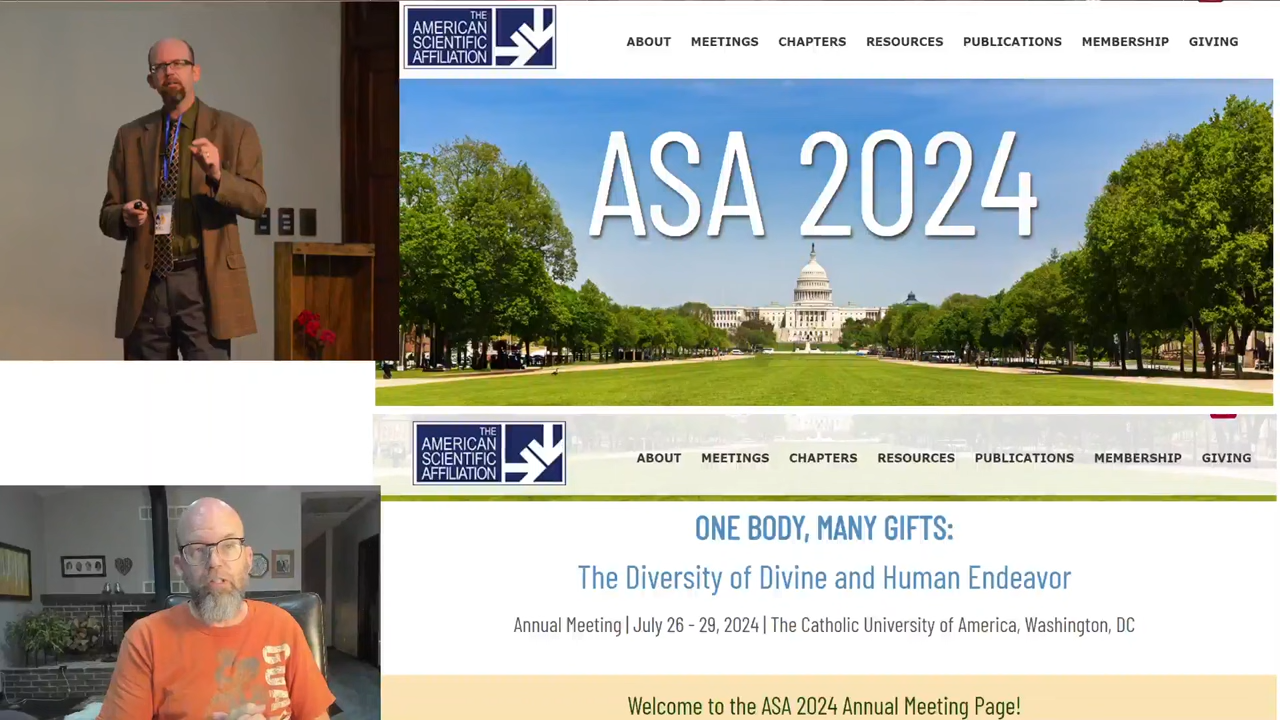 THE
AMERICAN
SCIENTIFIC
AFFILIATION
ABOUT MEETINGS CHAPTERS RESOURCES PUBLICATIONS MEMBERSHIP GIVING
ASA 2024
THE
AMERICAN
SCIENTIFIC
AFFILIATION
ABOUT MEETINGS CHAPTERS RESOURCES PUBLICATIONS MEMBERSHIP GIVING
ONE BODY, MANY GIFTS:
The Diversity of Divine and Human Endeavor
Annual Meeting | July 26 - 29, 2024 | The Catholic University of America, Washington, DC
Welcome to the ASA 2024 Annual Meeting Page!